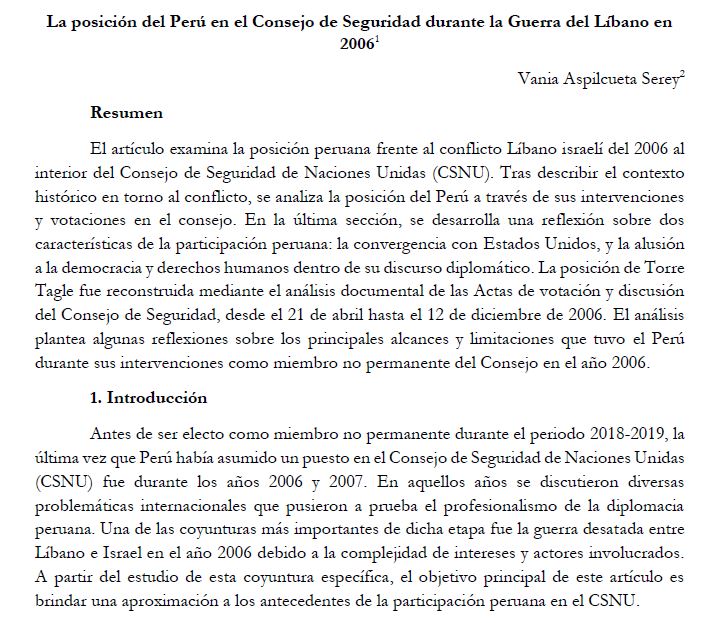 La posición del Perú en el Consejo de Seguridad durante la Guerra del Líbano en
2006¹
Vania Aspilcueta Serey²
Resumen
El artículo examina la posición peruana frente al conflicto Líbano israelí del 2006 al
interior del Consejo de Seguridad de Naciones Unidas (CSNU). Tras describir el contexto
histórico en torno al conflicto, se analiza la posición del Perú a través de sus intervenciones
y votaciones en el consejo. En la última sección, se desarrolla una reflexión sobre dos
características de la participación peruana: la convergencia con Estados Unidos, y la alusión
a la democracia y derechos humanos dentro de su discurso diplomático. La posición de Torre
Tagle fue reconstruida mediante el análisis documental de las Actas de votación y discusión
del Consejo de Seguridad, desde el 21 de abril hasta el 12 de diciembre de 2006. El análisis
plantea algunas reflexiones sobre los principales alcances y limitaciones que tuvo el Perú
durante sus intervenciones como miembro no permanente del Consejo en el año 2006.
1. Introducción
Antes de ser electo como miembro no permanente durante el periodo 2018-2019, la
última vez que Perú había asumido un puesto en el Consejo de Seguridad de Naciones Unidas
(CSNU) fue durante los años 2006 y 2007. En aquellos años se discutieron diversas
problemáticas internacionales que pusieron a prueba el profesionalismo de la diplomacia
peruana. Una de las coyunturas más importantes de dicha etapa fue la guerra desatada entre
Líbano e Israel en el año 2006 debido a la complejidad de intereses y actores involucrados.
A partir del estudio de esta coyuntura específica, el objetivo principal de este artículo es
brindar una aproximación a los antecedentes de la participación peruana en el CSNU.